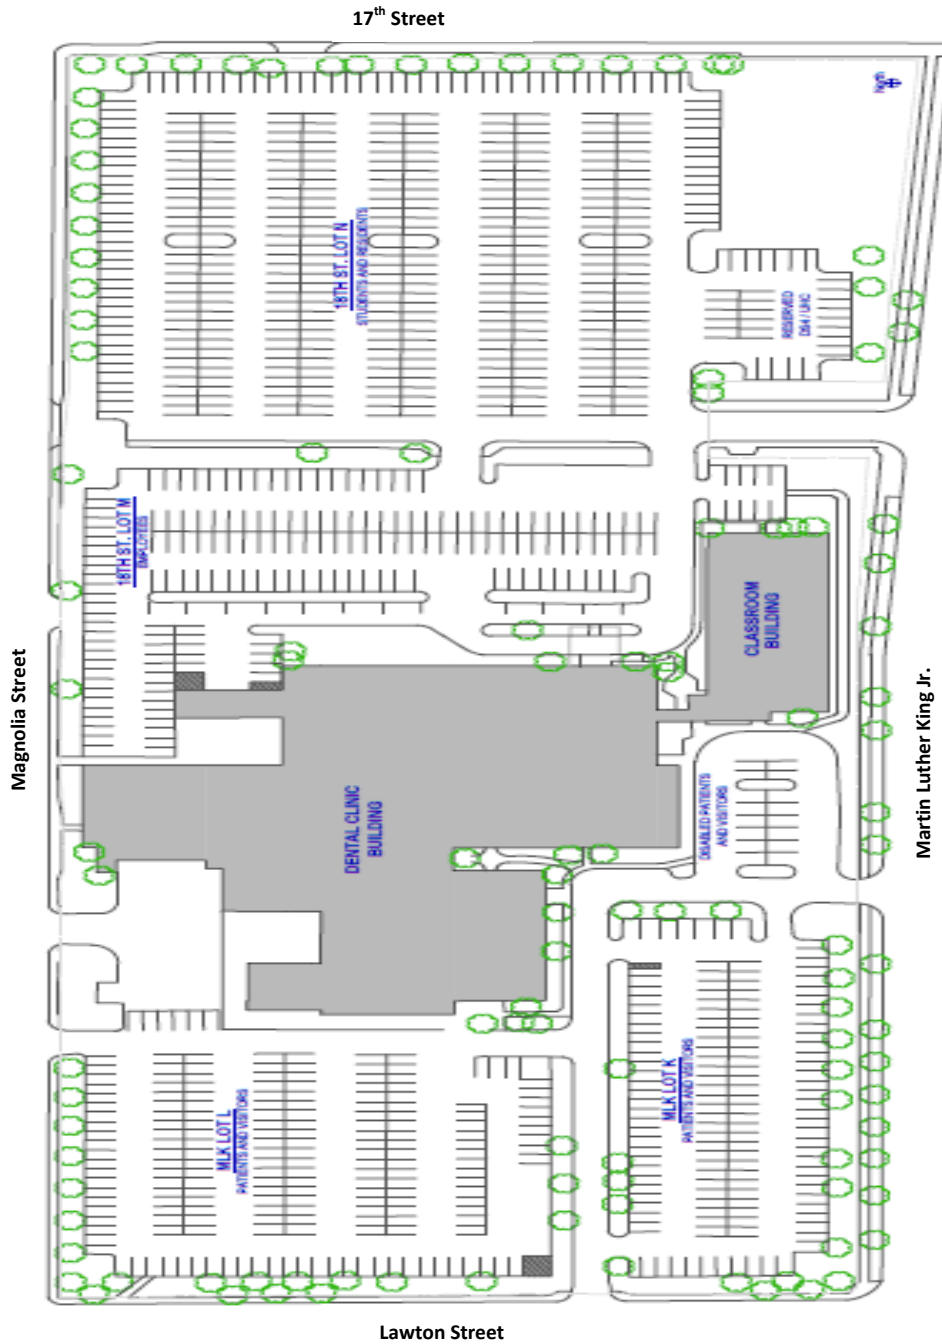 17th Street
North
18TH ST. LOT N
STUDENTS AND RESIDENTS
RESERVED
DS4 / UHC
18TH ST. LOT M
EMPLOYEES
CLASSROOM
BUILDING
Magnolia Street
Martin Luther King Jr.
DENTAL CLINIC
BUILDING
DISABLED PATIENTS
AND VISITORS
MLK LOT L
PATIENTS AND VISITORS
MLK LOT K
PATIENTS AND VISITORS
Lawton Street